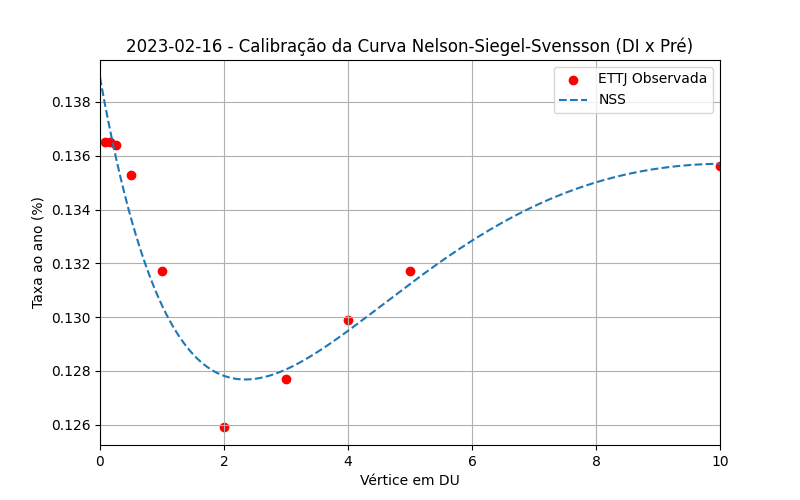 2023-02-16 - Calibração da Curva Nelson-Siegel-Svensson (DI x Pré)
ETTJ Observada
NSS
Taxa ao ano (%)
0.138
0.136
0.134
0.132
0.130
0.128
0.126
0 2 4 6 8 10
Vértice em DU